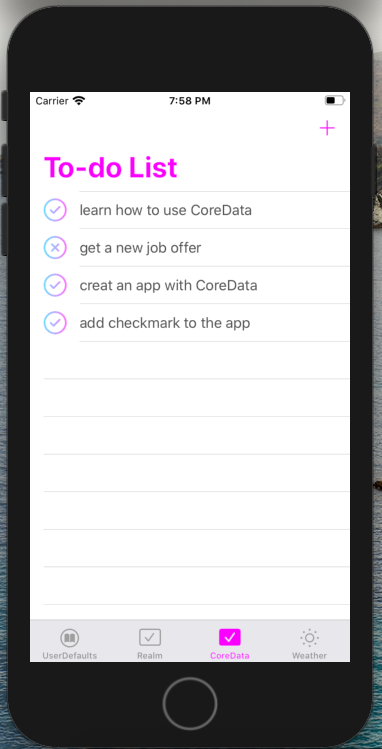 Carrier 7:58 PM
To-do List
learn how to use CoreData
get a new job offer
creat an app with CoreData
add checkmark to the app
UserDefaults Realm CoreData Weather